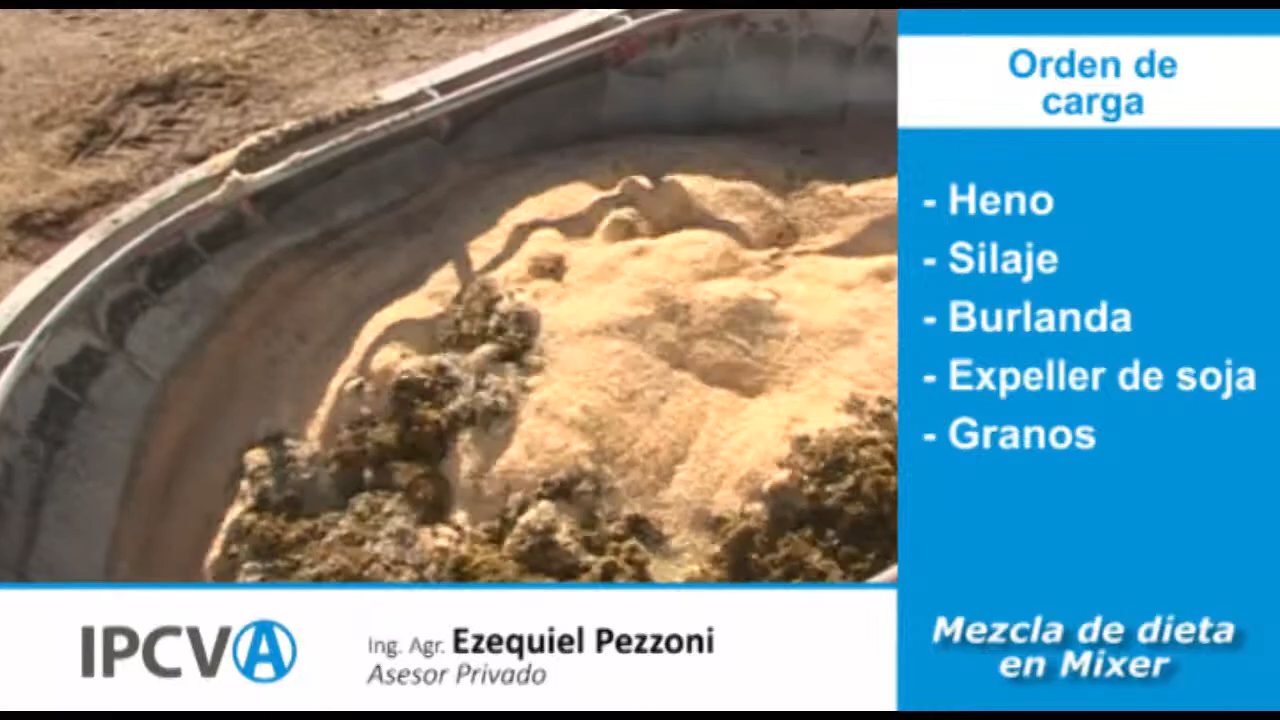 Orden de
carga
- Heno
- Silaje
- Burlanda
- Expeller de soja
- Granos
Mezcla de dieta
en Mixer
IPCVA
Ing. Agr. Ezequiel Pezzoni
Asesor Privado